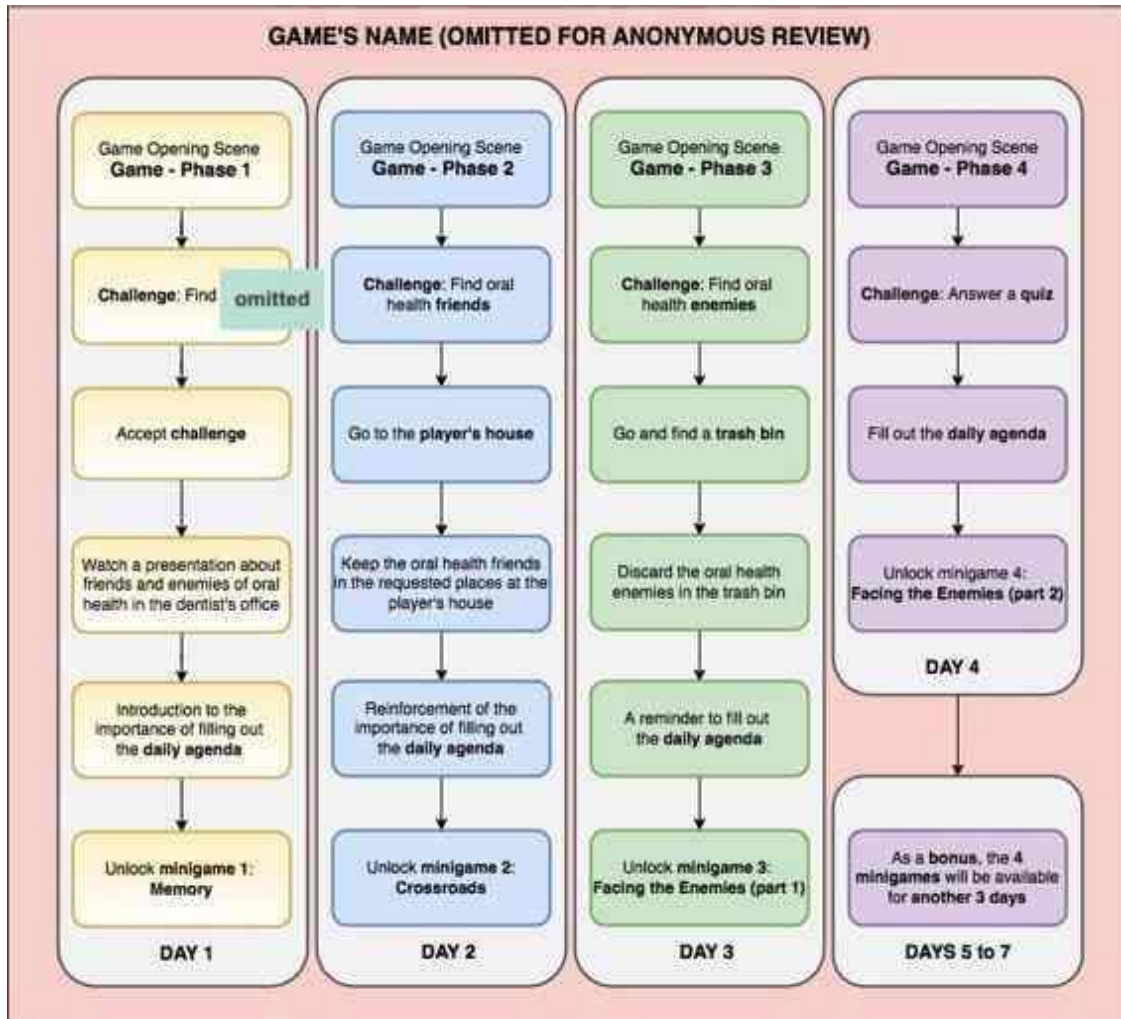 GAME'S NAME (OMITTED FOR ANONYMOUS REVIEW)
Game Opening Scene
Game - Phase 1
Challenge: Find
omitted
Accept challenge
Watch a presentation about
friends and enemies of oral
health in the dentist's office
Introduction to the
importance of filling out
the daily agenda
Unlock minigame 1:
Memory
DAY 1
Game Opening Scene
Game - Phase 2
Challenge: Find oral
health friends
Go to the player's house
Keep the oral health friends
in the requested places at the
player's house
Reinforcement of the
importance of filling out
the daily agenda
Unlock minigame 2:
Crossroads
DAY 2
Game Opening Scene
Game - Phase 3
Challenge: Find oral
health enemies
Go and find a trash bin
Discard the oral health
enemies in the trash bin
A reminder to fill out
the daily agenda
Unlock minigame 3:
Facing the Enemies (part 1)
DAY 3
Game Opening Scene
Game - Phase 4
Challenge: Answer a quiz
Fill out the daily agenda
Unlock minigame 4:
Facing the Enemies (part 2)
DAY 4
As a bonus, the 4
minigames will be available
for another 3 days
DAYS 5 to 7